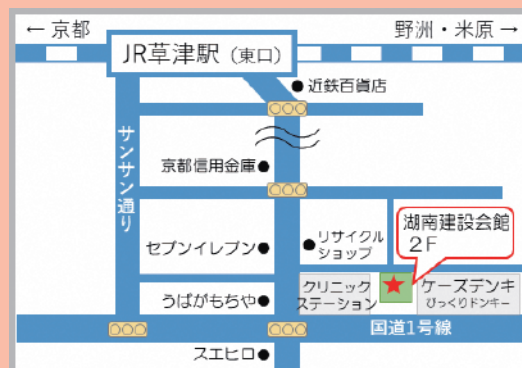 ← 京都
野洲・米原 →
JR草津駅（東口）
近鉄百貨店
サンサン通り
京都信用金庫
湖南建設会館
2F
リサイクル
ショップ
セブンイレブン
クリニック
ステーション
ケーズデンキ
びっくりドンキー
うばがもちや
国道1号線
スエヒロ